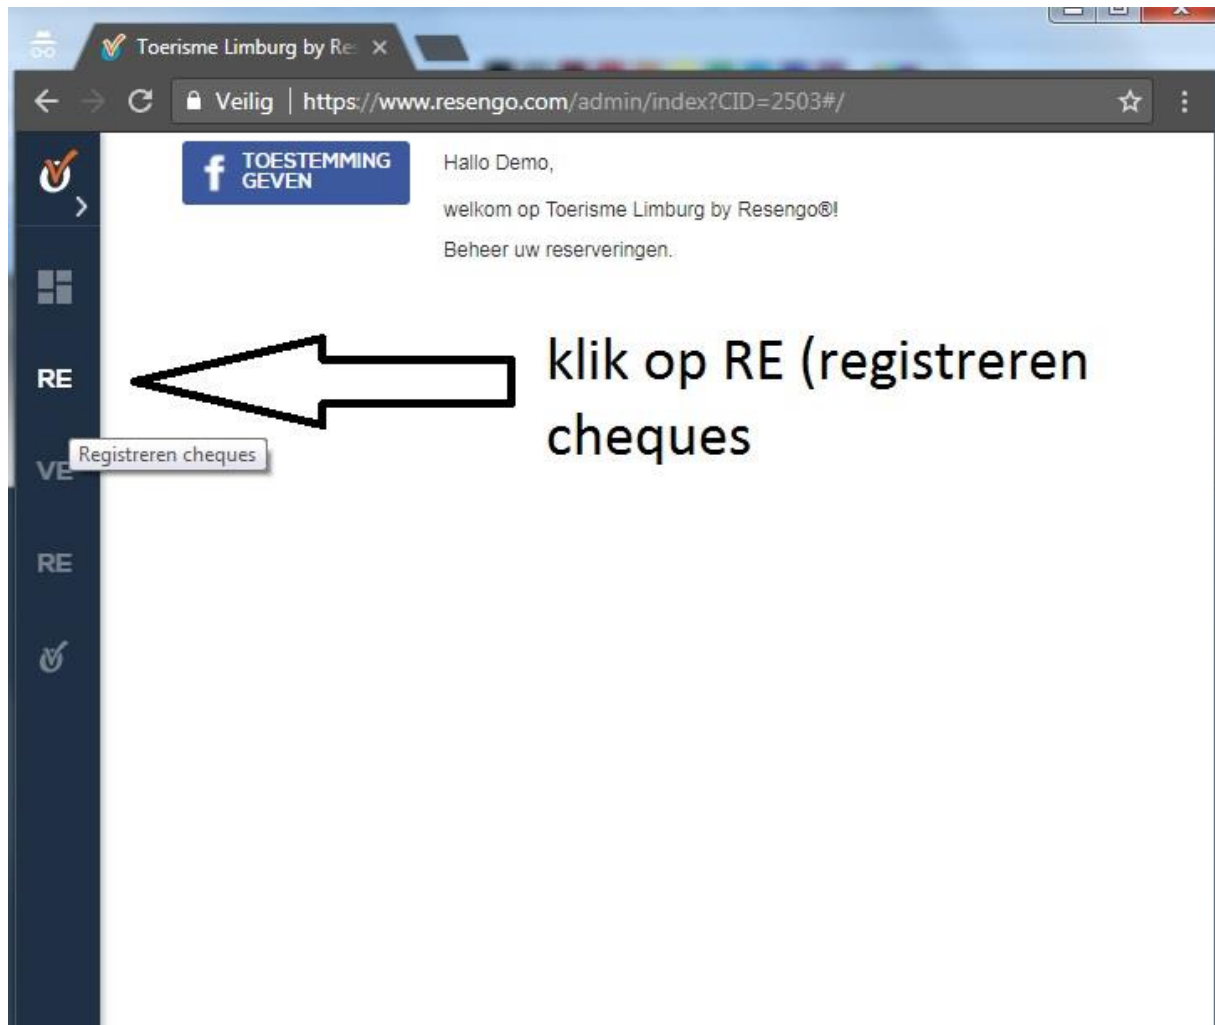 Toerisme Limburg by Re
Veilig | https://www.resengo.com/admin/index?CID=2503#/
f TOESTEMMING
GEVEN
Hallo Demo,
welkom op Toerisme Limburg by Resengo®!
Beheer uw reserveringen.
RE
klik op RE (registreren
cheques
Registreren cheques
VE
RE